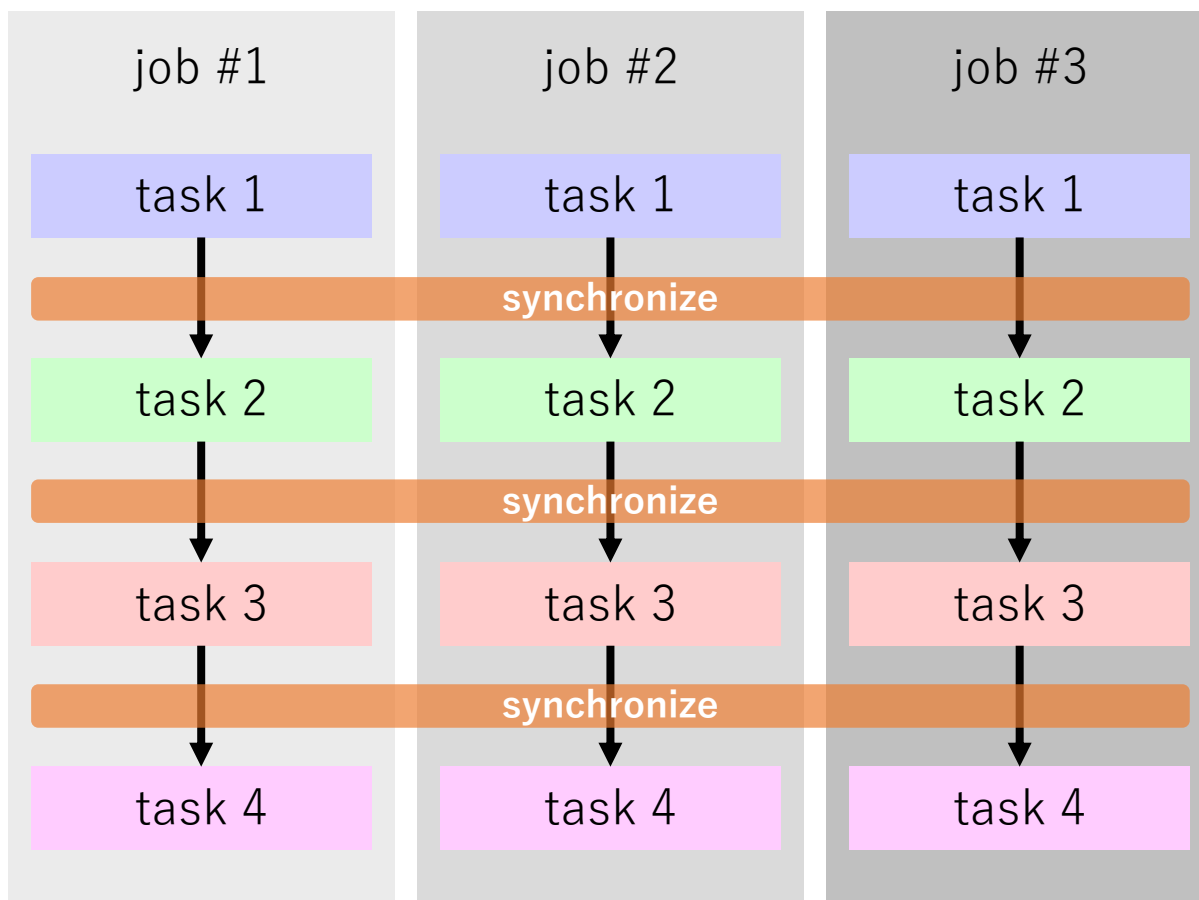 job #1
job #2
job #3
task 1
task 1
task 1
synchronize
task 2
task 2
task 2
synchronize
task 3
task 3
task 3
synchronize
task 4
task 4
task 4